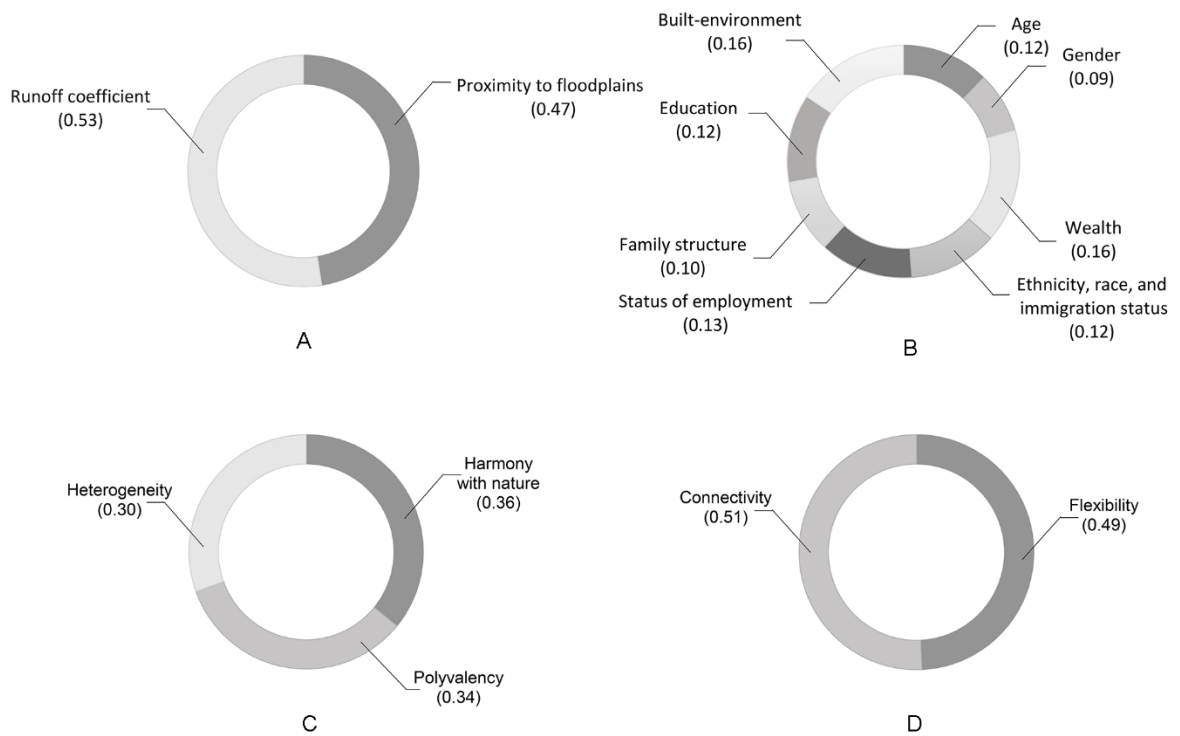 Runoff coefficient
(0.53)
Proximity to floodplains
(0.47)
A
Built-environment
(0.16)
Age
(0.12)
Gender
(0.09)
Education
(0.12)
Wealth
(0.16)
Family structure
(0.10)
Ethnicity, race, and
immigration status
(0.12)
Status of employment
(0.13)
B
Heterogeneity
(0.30)
Harmony
with nature
(0.36)
Polyvalency
(0.34)
C
Connectivity
(0.51)
Flexibility
(0.49)
D